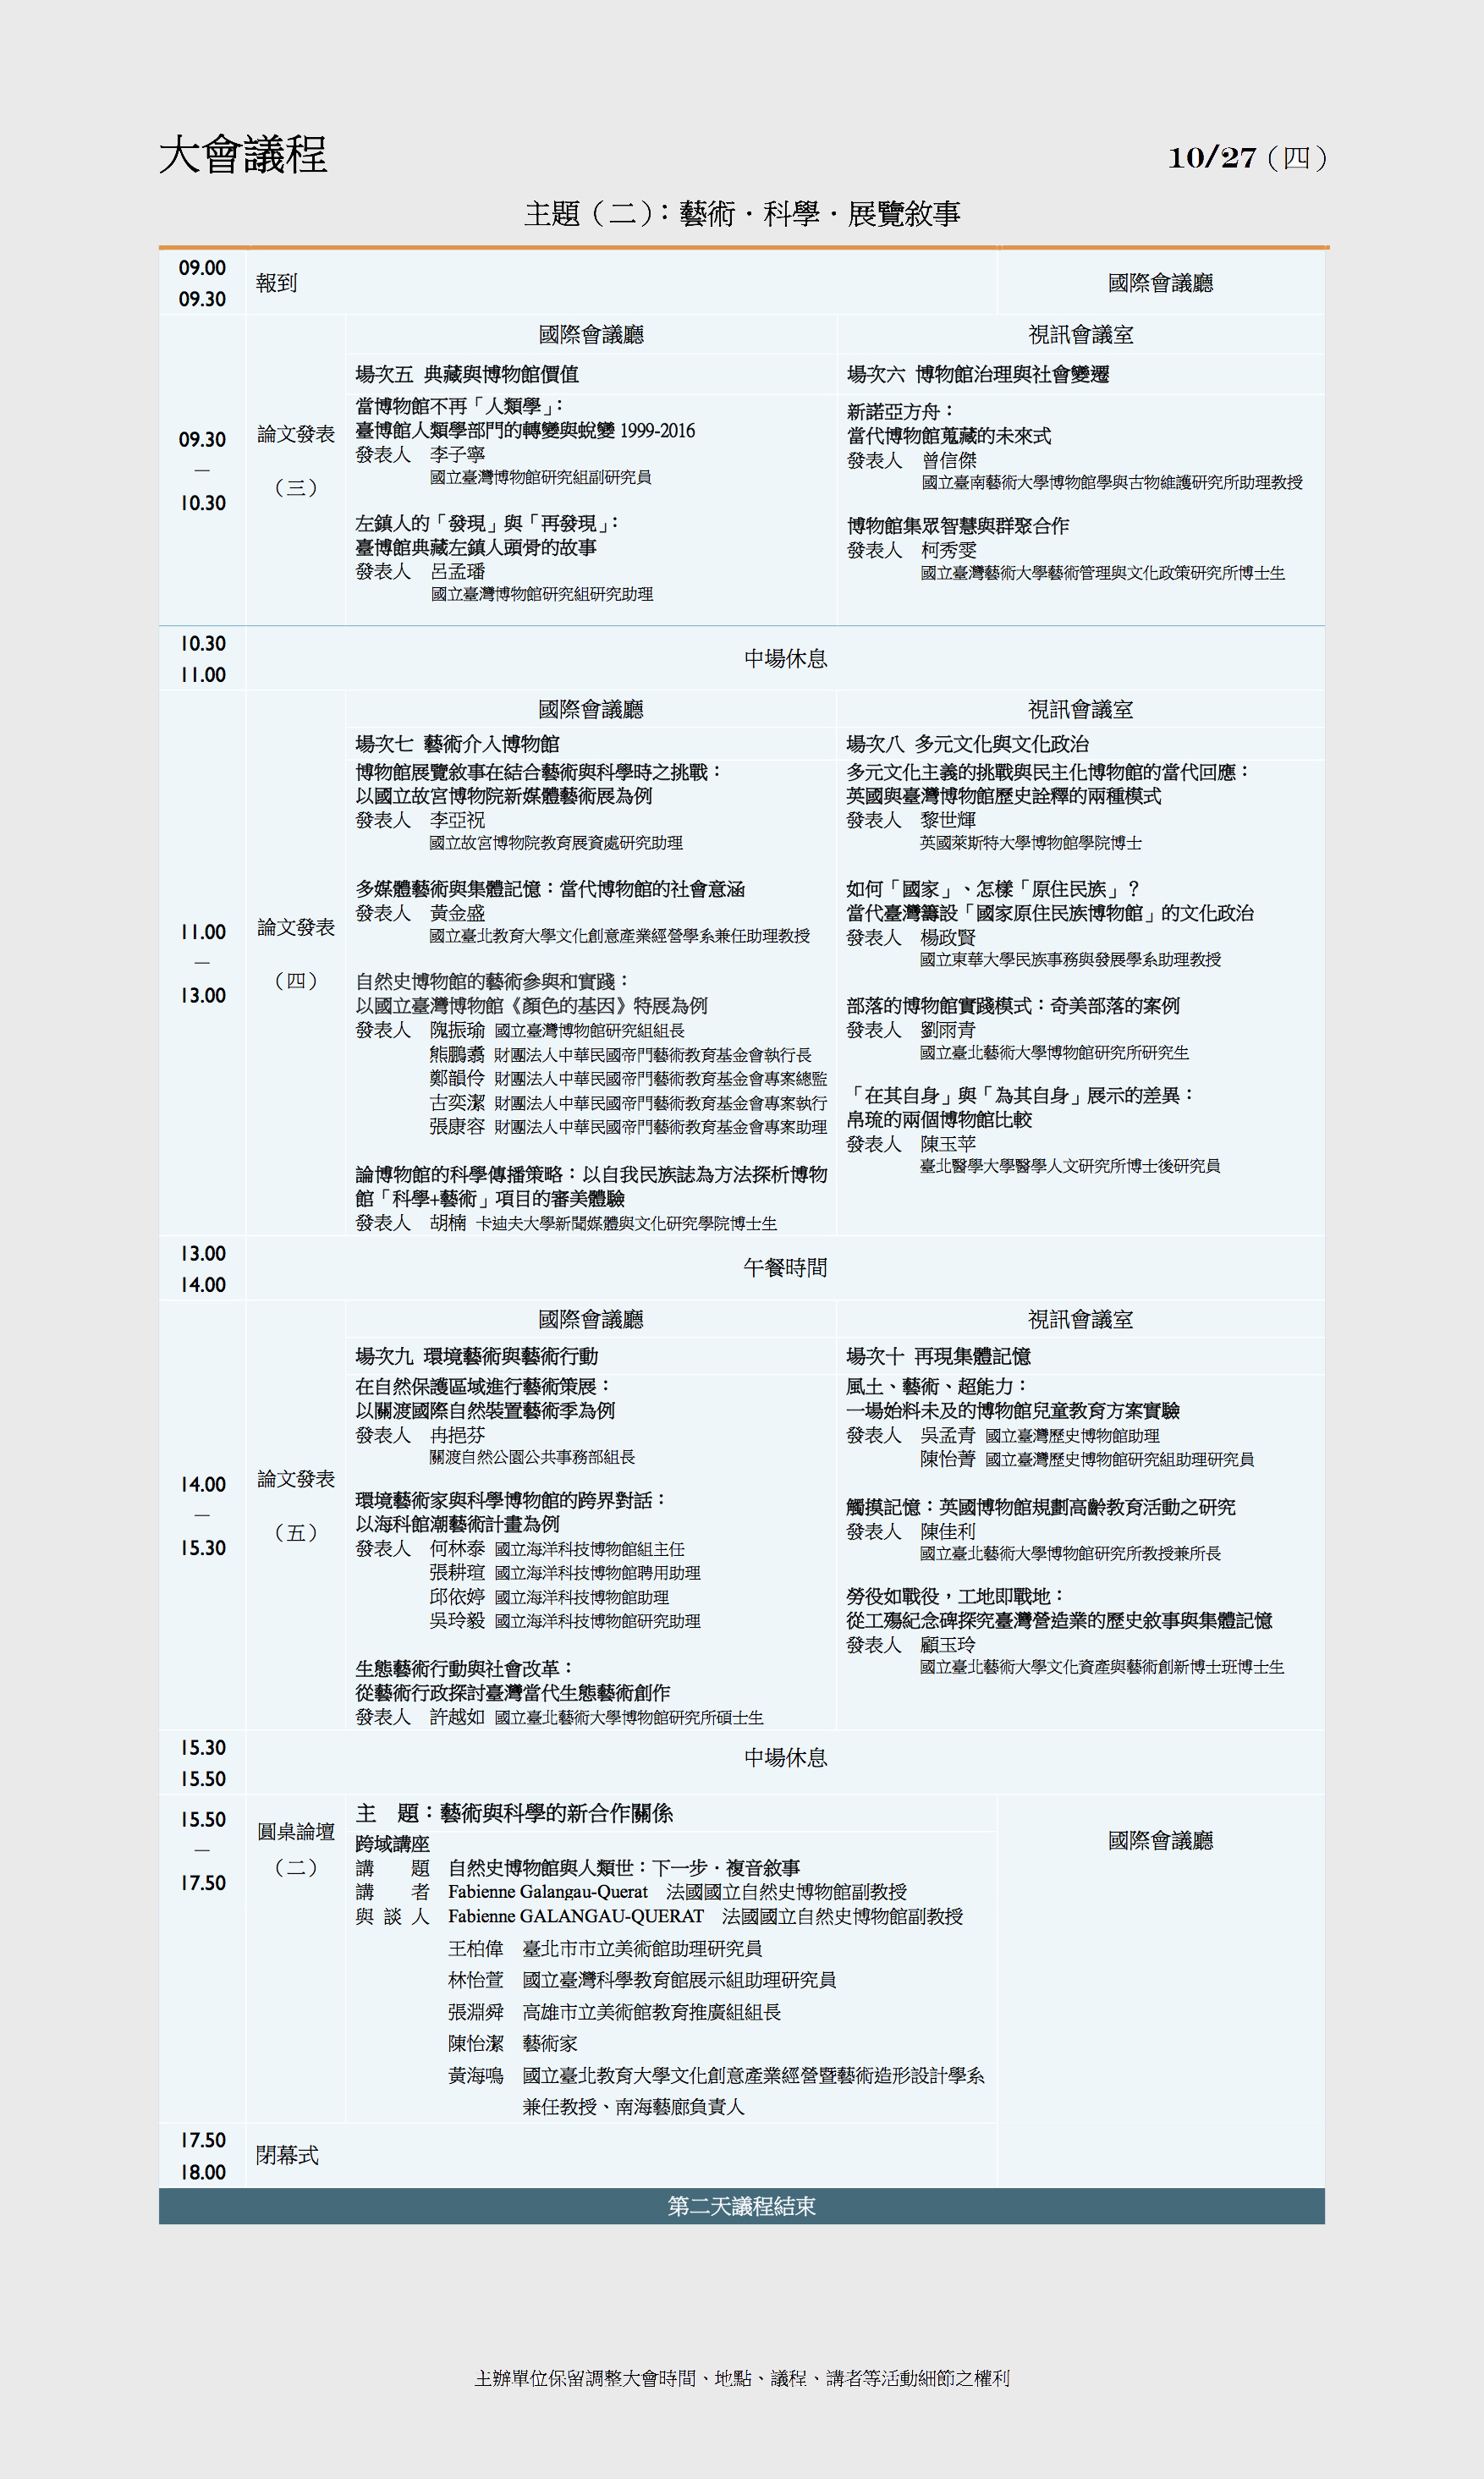 大會議程
10/27（四）
主題（二）：藝術．科學．展覽敘事
09.00
09.30
報到
國際會議廳
09.30
—
10.30
論文發表
（三）
國際會議廳
場次五 典藏與博物館價值
當博物館不再「人類學」：
臺博館人類學部門的轉變與蛻變 1999-2016
發表人 李子寧
國立臺灣博物館研究組副研究員
左鎮人的「發現」與「再發現」：
臺博館典藏左鎮人頭骨的故事
發表人 呂孟璠
國立臺灣博物館研究組研究助理
視訊會議室
場次六 博物館治理與社會變遷
新諾亞方舟：
當代博物館蒐藏的未來式
發表人 曾信傑
國立臺南藝術大學博物館學與古物維護研究所助理教授
博物館集眾智慧與群聚合作
發表人 柯秀雯
國立臺灣藝術大學藝術管理與文化政策研究所博士生
10.30
11.00
中場休息
11.00
—
13.00
論文發表
（四）
國際會議廳
場次七 藝術介入博物館
博物館展覽敘事在結合藝術與科學時之挑戰：
以國立故宮博物院新媒體藝術展為例
發表人 李亞祝
國立故宮博物院教育展資處研究助理
多媒體藝術與集體記憶：當代博物館的社會意涵
發表人 黃金盛
國立臺北教育大學文化創意產業經營學系兼任助理教授
自然史博物館的藝術參與和實踐：
以國立臺灣博物館《顏色的基因》特展為例
發表人 隗振瑜 國立臺灣博物館研究組組長
熊鵬翥 財團法人中華民國帝門藝術教育基金會執行長
鄭韻伶 財團法人中華民國帝門藝術教育基金會專案總監
古奕潔 財團法人中華民國帝門藝術教育基金會專案執行
張康容 財團法人中華民國帝門藝術教育基金會專案助理
論博物館的科學傳播策略：以自我民族誌為方法探析博物
館「科學+藝術」項目的審美體驗
發表人 胡楠 卡迪夫大學新聞媒體與文化研究學院博士生
視訊會議室
場次八 多元文化與文化政治
多元文化主義的挑戰與民主化博物館的當代回應：
英國與臺灣博物館歷史詮釋的兩種模式
發表人 黎世輝
英國萊斯特大學博物館學院博士
如何「國家」、怎樣「原住民族」？
當代臺灣籌設「國家原住民族博物館」的文化政治
發表人 楊政賢
國立東華大學民族事務與發展學系助理教授
部落的博物館實踐模式：奇美部落的案例
發表人 劉雨青
國立臺北藝術大學博物館研究所研究生
「在其自身」與「為其自身」展示的差異：
帛琉的兩個博物館比較
發表人 陳玉苹
臺北醫學大學醫學人文研究所博士後研究員
13.00
14.00
午餐時間
14.00
—
15.30
論文發表
（五）
國際會議廳
場次九 環境藝術與藝術行動
在自然保護區域進行藝術策展：
以關渡國際自然裝置藝術季為例
發表人 冉挹芬
關渡自然公園公共事務部組長
環境藝術家與科學博物館的跨界對話：
以海科館潮藝術計畫為例
發表人 何林泰 國立海洋科技博物館組主任
張耕瑄 國立海洋科技博物館聘用助理
邱依婷 國立海洋科技博物館助理
吳玲毅 國立海洋科技博物館研究助理
生態藝術行動與社會改革：
從藝術行政探討臺灣當代生態藝術創作
發表人 許越如 國立臺北藝術大學博物館研究所碩士生
視訊會議室
場次十 再現集體記憶
風土、藝術、超能力：
一場始料未及的博物館兒童教育方案實驗
發表人 吳孟青 國立臺灣歷史博物館助理
陳怡菁 國立臺灣歷史博物館研究組助理研究員
觸摸記憶：英國博物館規劃高齡教育活動之研究
發表人 陳佳利
國立臺北藝術大學博物館研究所教授兼所長
勞役如戰役，工地即戰地：
從工殤紀念碑探究臺灣營造業的歷史敘事與集體記憶
發表人 顧玉玲
國立臺北藝術大學文化資產與藝術創新博士班博士生
15.30
15.50
中場休息
15.50
—
17.50
圓桌論壇
（二）
主 題：藝術與科學的新合作關係
跨域講座
講 題 自然史博物館與人類世：下一步．複音敘事
講 者 Fabienne Galangau-Querat 法國國立自然史博物館副教授
與 談 人 Fabienne GALANGAU-QUERAT 法國國立自然史博物館副教授
王柏偉 臺北市市立美術館助理研究員
林怡萱 國立臺灣科學教育館展示組助理研究員
張淵舜 高雄市立美術館教育推廣組組長
陳怡潔 藝術家
黃海鳴 國立臺北教育大學文化創意產業經營暨藝術造形設計學系
兼任教授、南海藝廊負責人
國際會議廳
17.50
18.00
閉幕式
第二天議程結束
主辦單位保留調整大會時間、地點、議程、講者等活動細節之權利